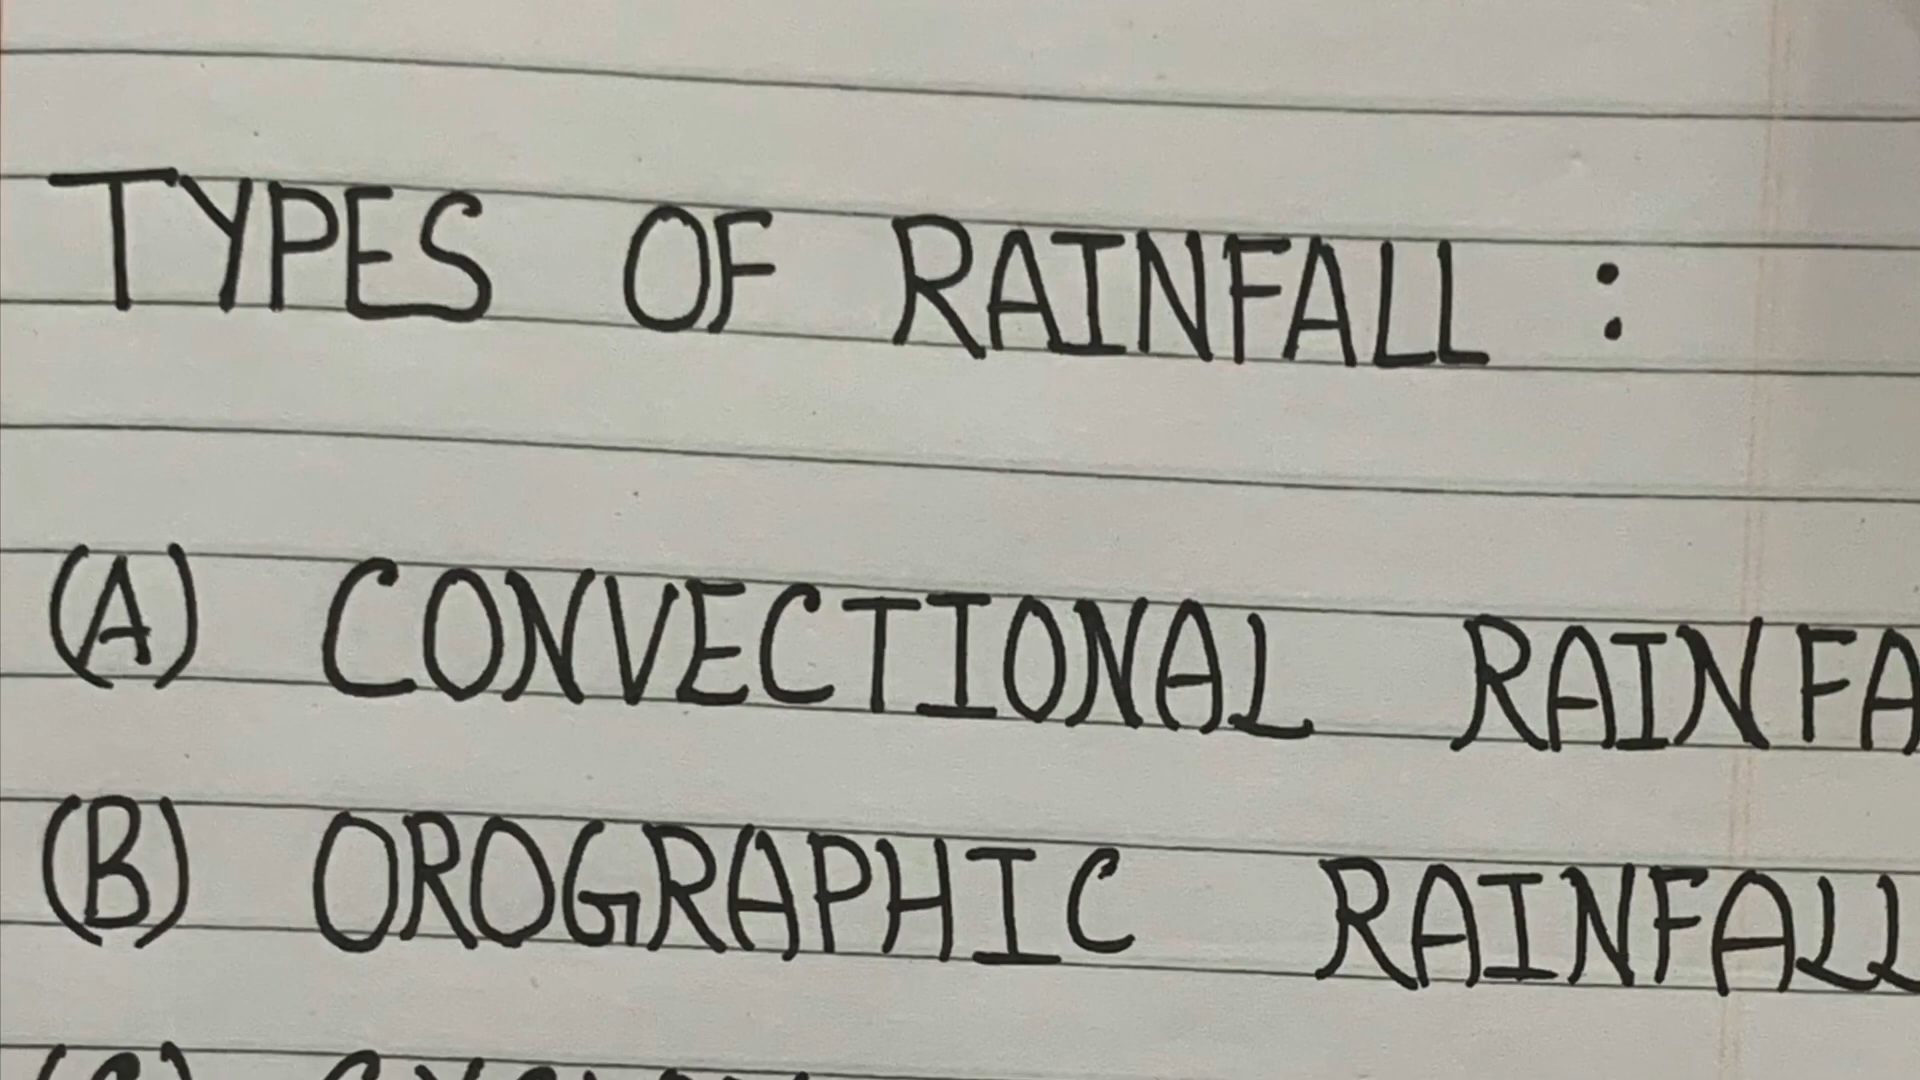 TYPES OF RAINFALL :
(A) CONVECTIONAL RAINFA
(B) OROGRAPHIC RAINFALL